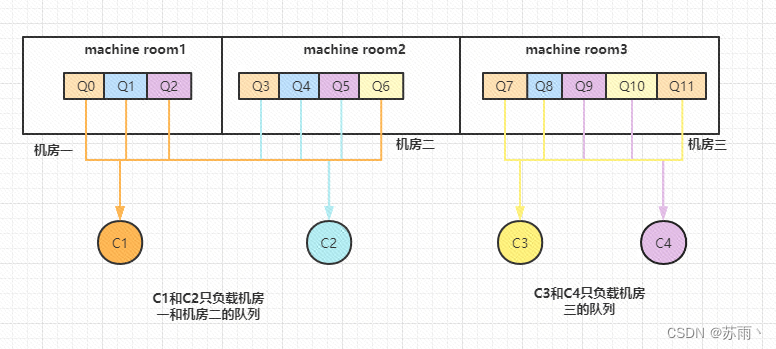 machine room1
machine room2
machine room3
Q0 Q1 Q2
Q3 Q4 Q5 Q6
Q7 Q8 Q9 Q10 Q11
机房一
机房二
机房三
C1
C2
C3
C4
C1和C2只负载机房
一和机房二的队列
C3和C4只负载机房
三的队列
CSDN @苏雨丶